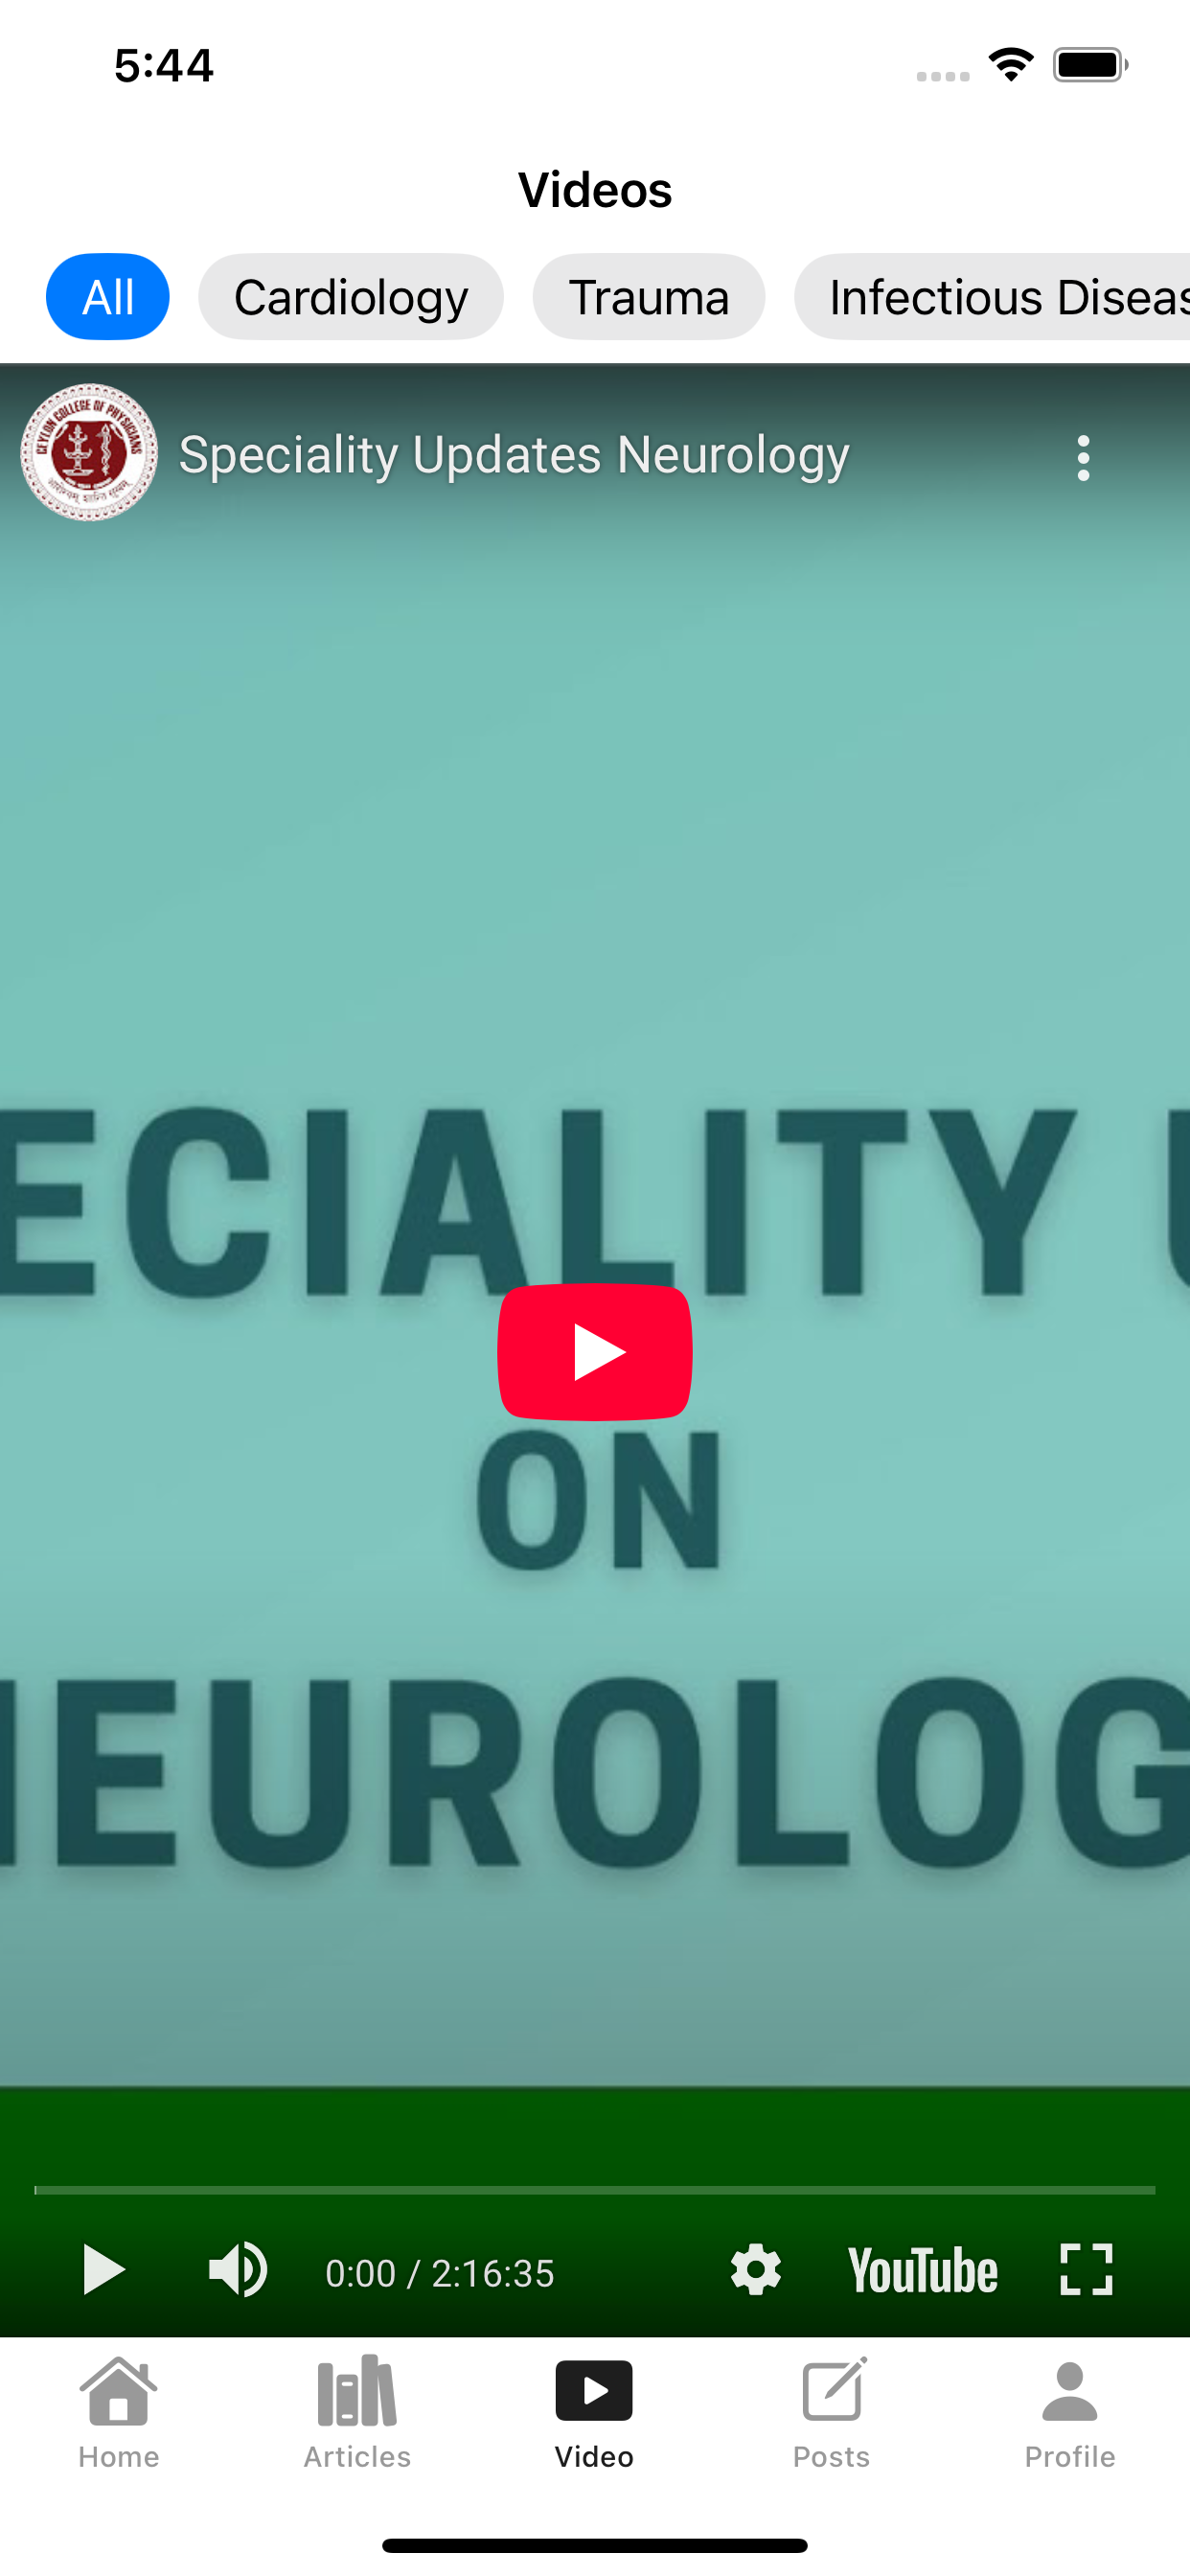 5:44
Videos
All Cardiology Trauma Infectious Diseas
CEYLON COLLEGE OF PHYSICIANS
Speciality Updates Neurology
ECIALITY U
ON
NEUROLOG
0:00 / 2:16:35 YouTube
Home Articles Video Posts Profile